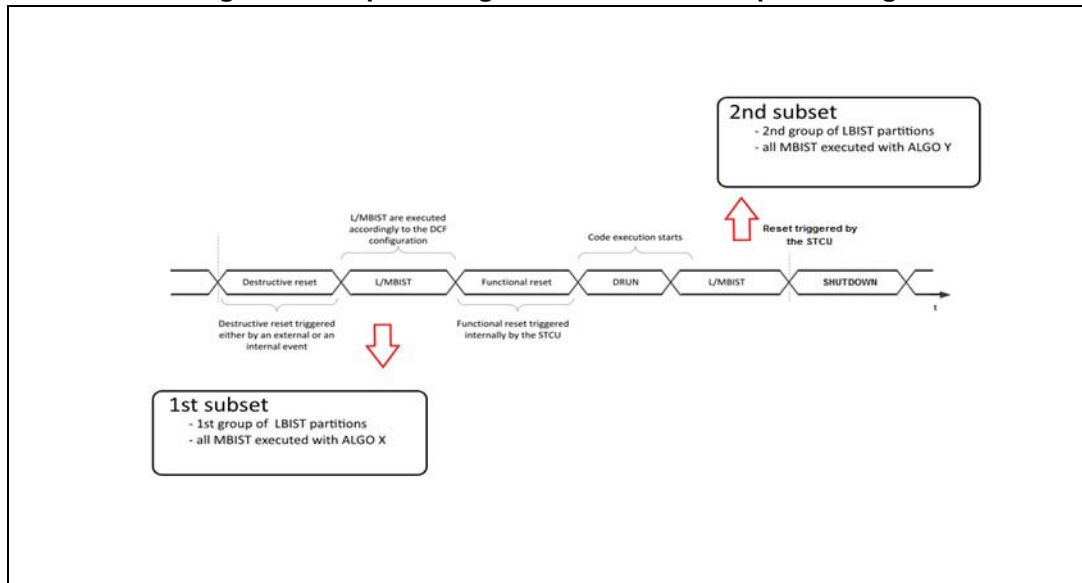 2nd subset
- 2nd group of LBIST partitions
- all MBIST executed with ALGO Y
L/MBIST are executed
accordingly to the DCF
configuration
Code execution starts
Reset triggered by
the STCU
Destructive reset
L/MBIST
Functional reset
DRUN
L/MBIST
SHUTDOWN
t
Destructive reset triggered
either by an external or an
internal event
Functional reset triggered
internally by the STCU
1st subset
- 1st group of LBIST partitions
- all MBIST executed with ALGO X